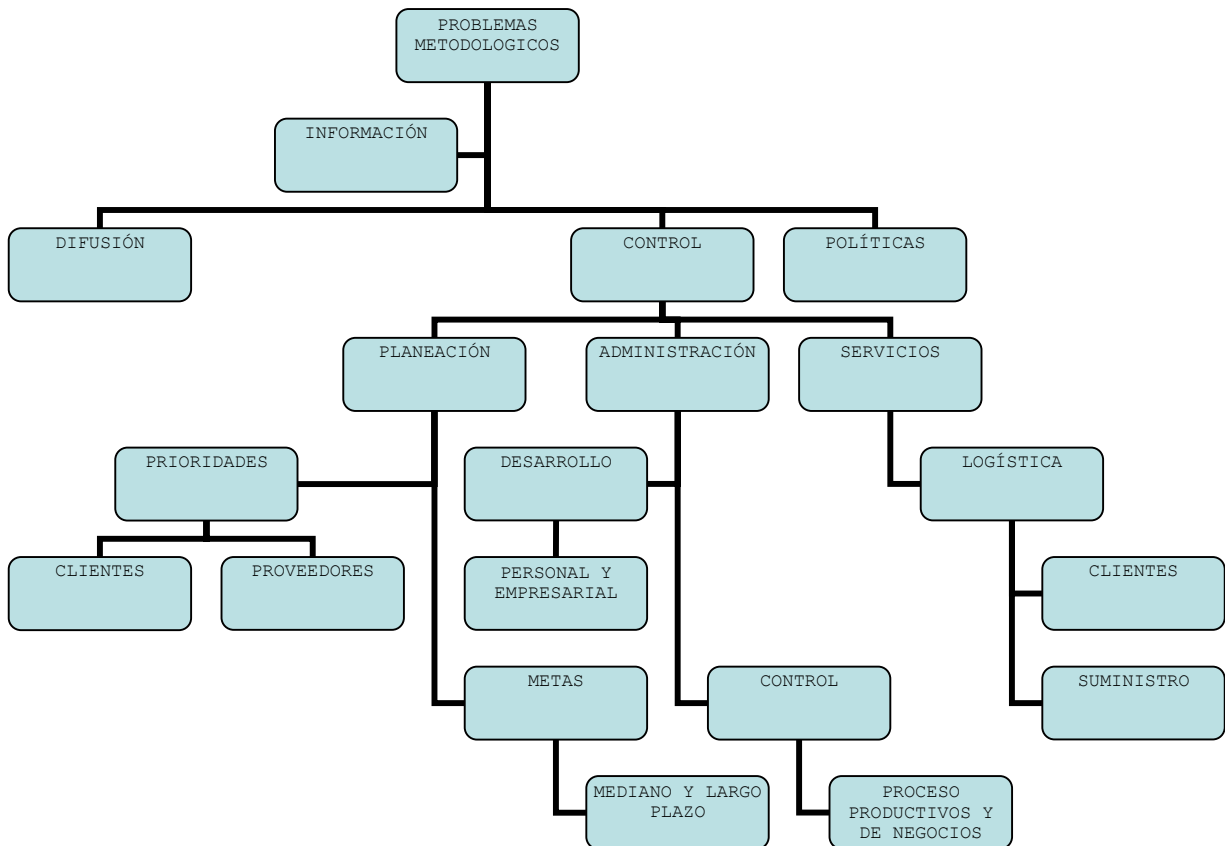 PROBLEMAS
METODOLOGICOS
INFORMACIÓN
DIFUSIÓN
CONTROL
POLÍTICAS
PLANEACIÓN
ADMINISTRACIÓN
SERVICIOS
PRIORIDADES
DESARROLLO
LOGÍSTICA
CLIENTES
PROVEEDORES
PERSONAL Y
EMPRESARIAL
CLIENTES
METAS
CONTROL
SUMINISTRO
MEDIANO Y LARGO
PLAZO
PROCESO
PRODUCTIVOS Y
DE NEGOCIOS